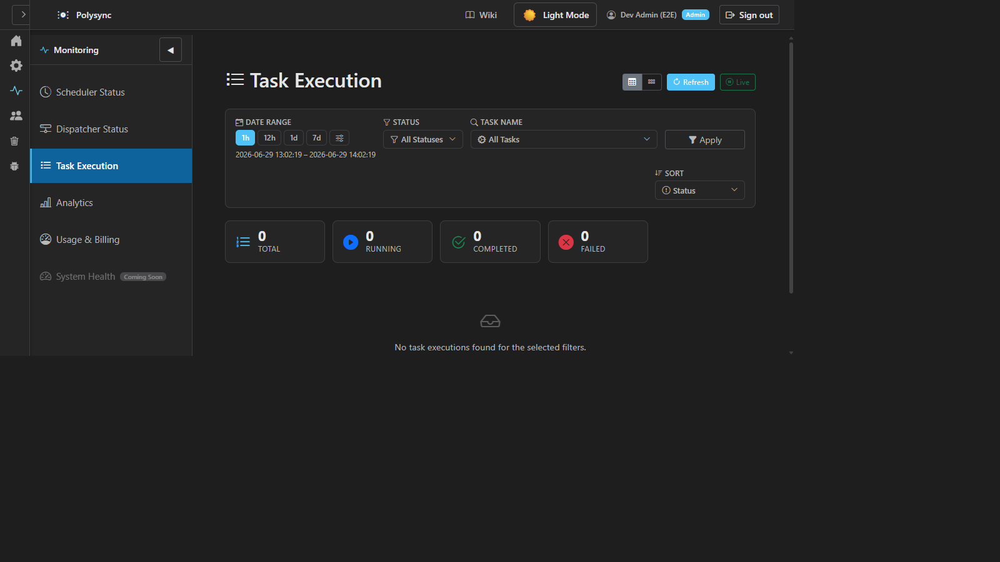 Polysync
Wiki
Light Mode
Dev Admin (E2E)
Admin
Sign out
Monitoring
Scheduler Status
Dispatcher Status
Task Execution
Analytics
Usage & Billing
System Health
Coming Soon
Task Execution
Refresh
Live
DATE RANGE
1h
12h
1d
7d
2026-06-29 13:02:19 – 2026-06-29 14:02:19
STATUS
All Statuses
TASK NAME
All Tasks
Apply
SORT
Status
0
TOTAL
0
RUNNING
0
COMPLETED
0
FAILED
No task executions found for the selected filters.